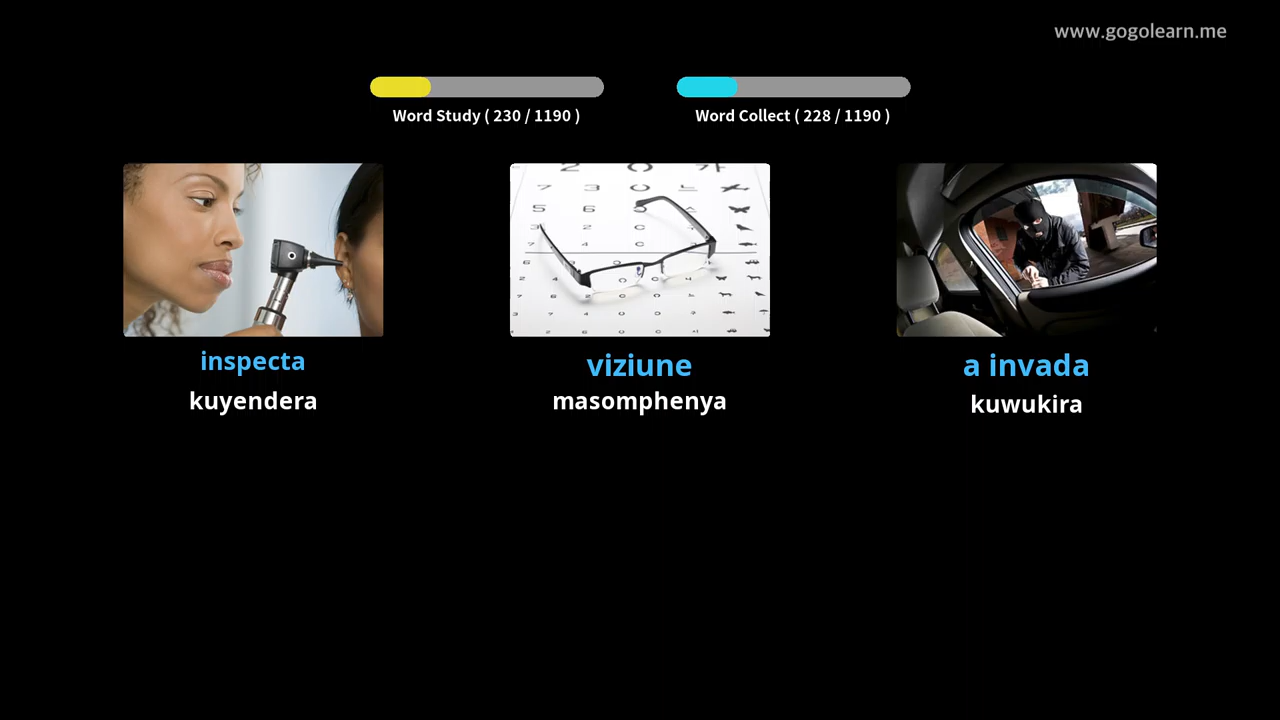 www.gogolearn.me
Word Study ( 230 / 1190 )
Word Collect ( 228 / 1190 )
inspecta
viziune
a invada
kuyendera
masomphenya
kuwukira